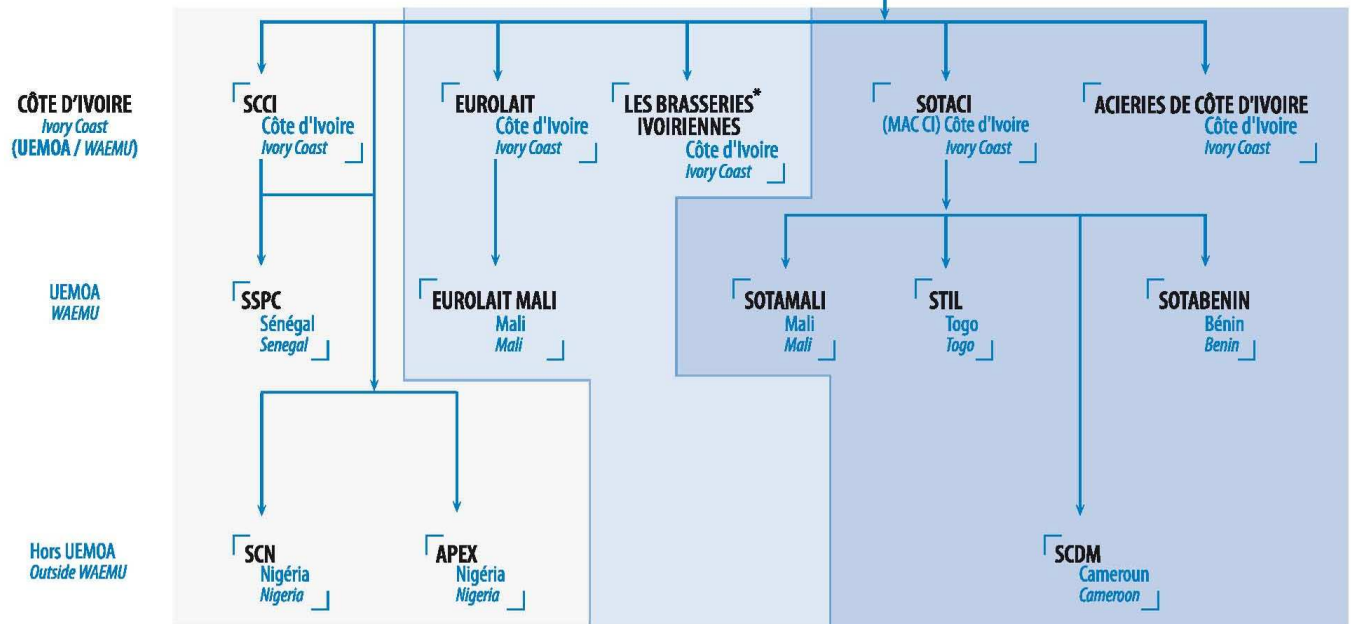 CÔTE D'IVOIRE
Ivory Coast
(UEMOA / WAEMU)
SCCI
Côte d'Ivoire
Ivory Coast
EUROLAIT
Côte d'Ivoire
Ivory Coast
LES BRASSERIES*
IVOIRIENNES
Côte d'Ivoire
Ivory Coast
SOTACI
(MAC CI) Côte d'Ivoire
Ivory Coast
ACIERIES DE CÔTE D'IVOIRE
Côte d'Ivoire
Ivory Coast
UEMOA
WAEMU
SSPC
Sénégal
Senegal
EUROLAIT MALI
Mali
Mali
SOTAMALI
Mali
Mali
STIL
Togo
Togo
SOTABENIN
Bénin
Benin
Hors UEMOA
Outside WAEMU
SCN
Nigéria
Nigeria
APEX
Nigéria
Nigeria
SCDM
Cameroun
Cameroon